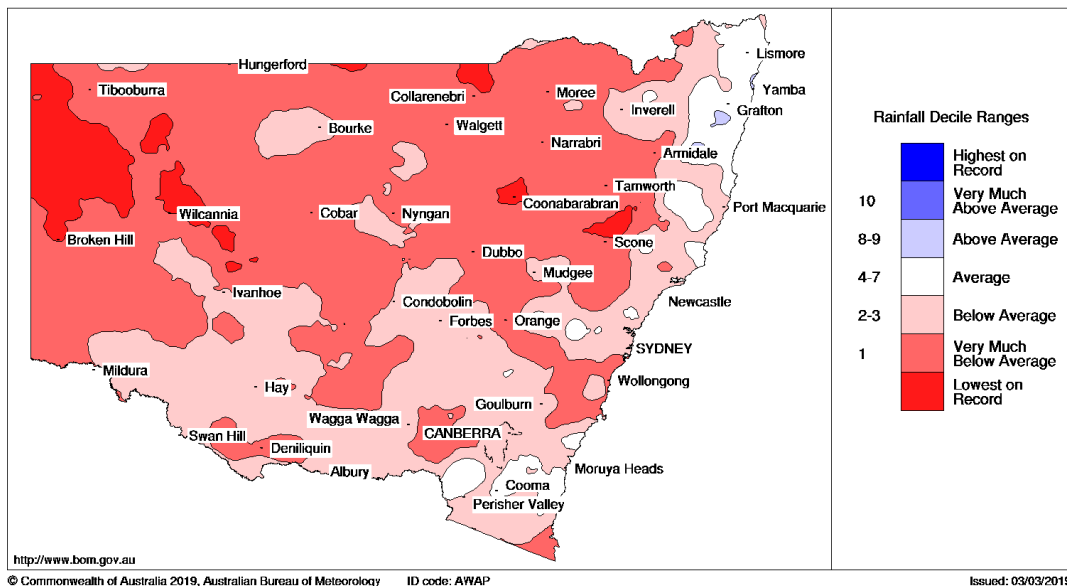 Lismore
Hungerford
Tibooburra
Moree
Yamba
Collarenebri
Inverell
Grafton
Bourke
Walgett
Narrabri
Armidale
Tamworth
Coonabarabran
Port Macquarie
Wilcannia
Cobar
Nyngan
Broken Hill
Scone
Dubbo
Mudgee
Ivanhoe
Condobolin
Newcastle
Forbes
Orange
SYDNEY
Mildura
Hay
Wollongong
Goulburn
Wagga Wagga
CANBERRA
Swan Hill
Deniliquin
Albury
Moruya Heads
Cooma
Perisher Valley
http://www.bom.gov.au
Rainfall Decile Ranges
Highest on
Record
10
Very Much
Above Average
8-9
Above Average
4-7
Average
2-3
Below Average
1
Very Much
Below Average
Lowest on
Record
© Commonwealth of Australia 2019, Australian Bureau of Meteorology ID code: AWAP Issued: 03/03/2019